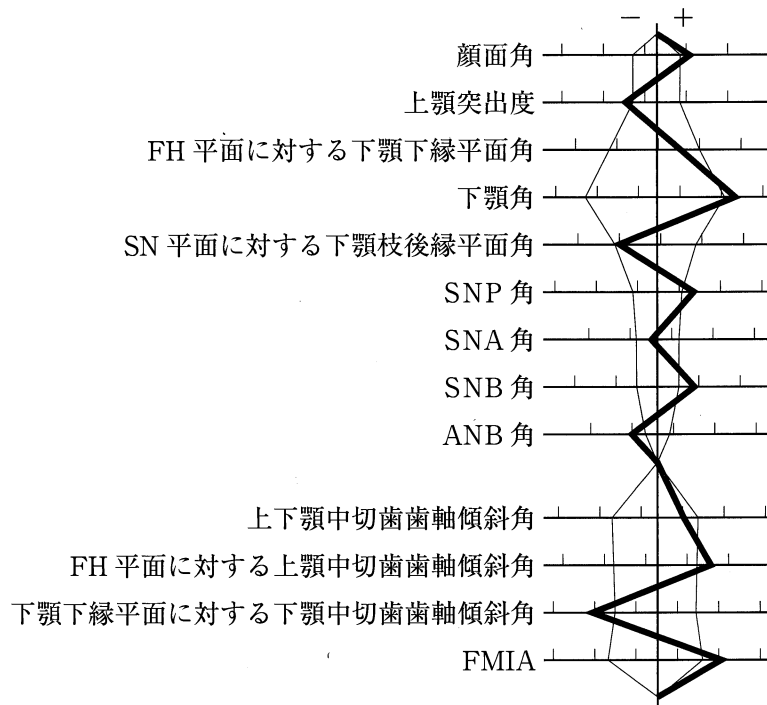 − +
顔面角
上顎突出度
FH 平面に対する下顎下縁平面角
下顎角
SN 平面に対する下顎枝後縁平面角
SNP 角
SNA 角
SNB 角
ANB 角
上下顎中切歯歯軸傾斜角
FH 平面に対する上顎中切歯歯軸傾斜角
下顎下縁平面に対する下顎中切歯歯軸傾斜角
FMIA